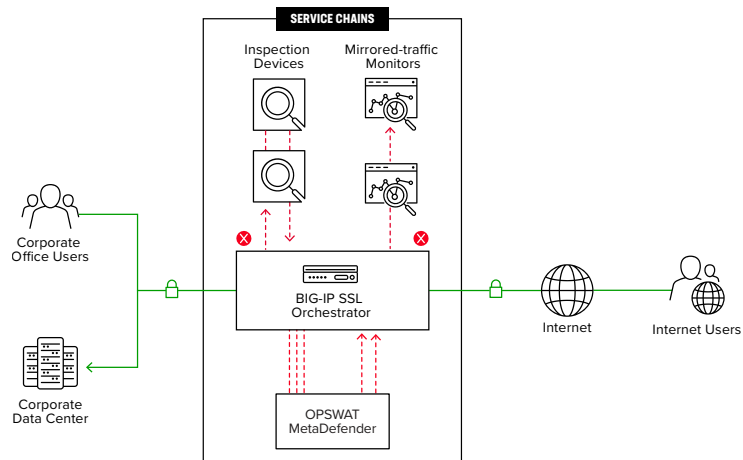 SERVICE CHAINS
Inspection
Devices
Mirrored-traffic
Monitors
Corporate
Office Users
BIG-IP SSL
Orchestrator
Internet
Internet Users
Corporate
Data Center
OPSWAT
MetaDefender